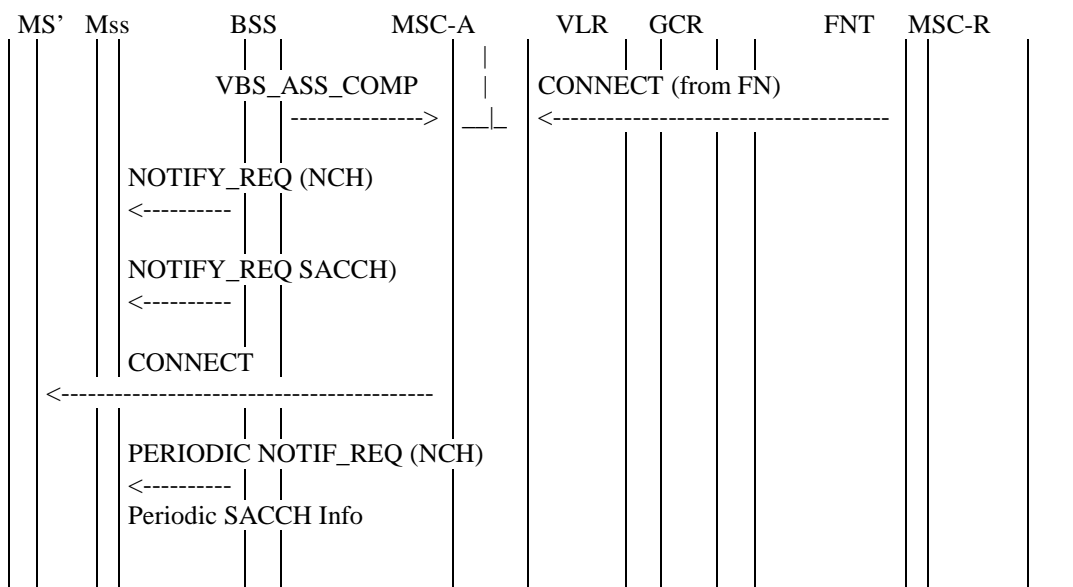 MS' Mss BSS MSC-A VLR GCR FNT MSC-R
VBS_ASS_COMP CONNECT (from FN)
NOTIFY_REQ (NCH)
NOTIFY_REQ SACCH)
CONNECT
PERIODIC NOTIF_REQ (NCH)
Periodic SACCH Info